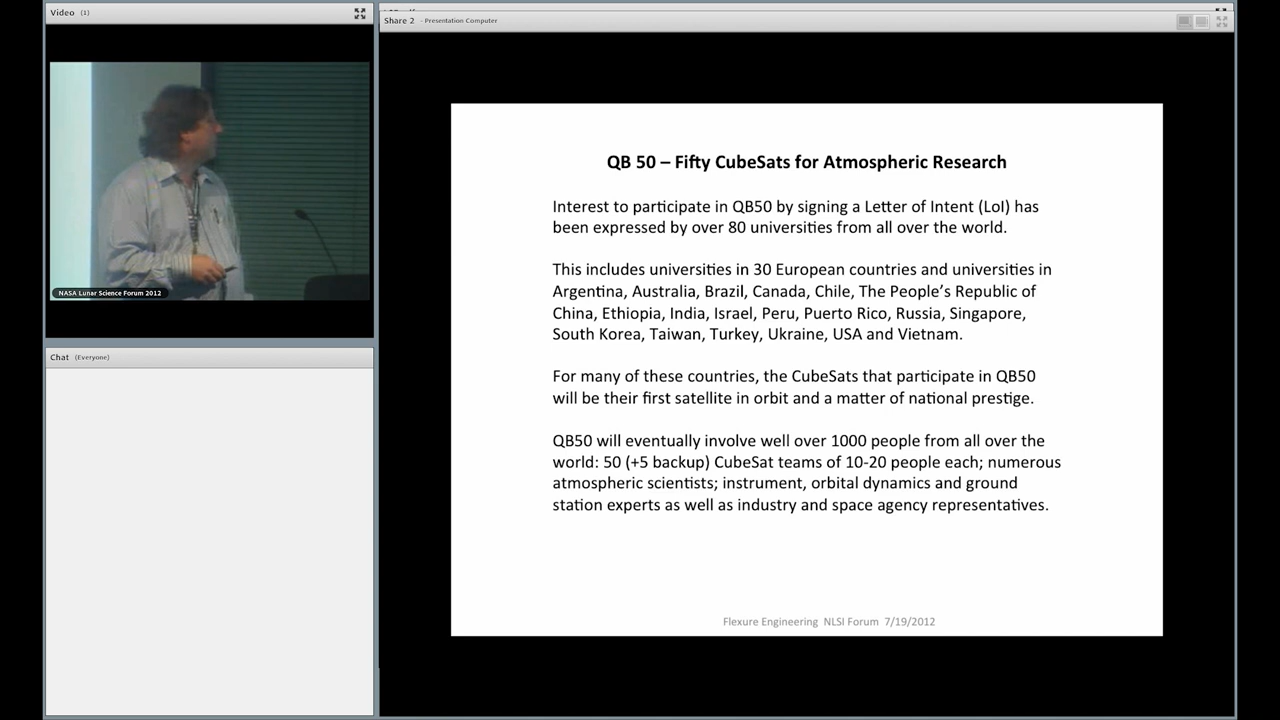 Video (1)
NASA Lunar Science Forum 2012
Chat (Everyone)
Share 2 - Presentation Computer
QB 50 – Fifty CubeSats for Atmospheric Research
Interest to participate in QB50 by signing a Letter of Intent (LoI) has
been expressed by over 80 universities from all over the world.
This includes universities in 30 European countries and universities in
Argentina, Australia, Brazil, Canada, Chile, The People’s Republic of
China, Ethiopia, India, Israel, Peru, Puerto Rico, Russia, Singapore,
South Korea, Taiwan, Turkey, Ukraine, USA and Vietnam.
For many of these countries, the CubeSats that participate in QB50
will be their first satellite in orbit and a matter of national prestige.
QB50 will eventually involve well over 1000 people from all over the
world: 50 (+5 backup) CubeSat teams of 10-20 people each; numerous
atmospheric scientists; instrument, orbital dynamics and ground
station experts as well as industry and space agency representatives.
Flexure Engineering NLSI Forum 7/19/2012